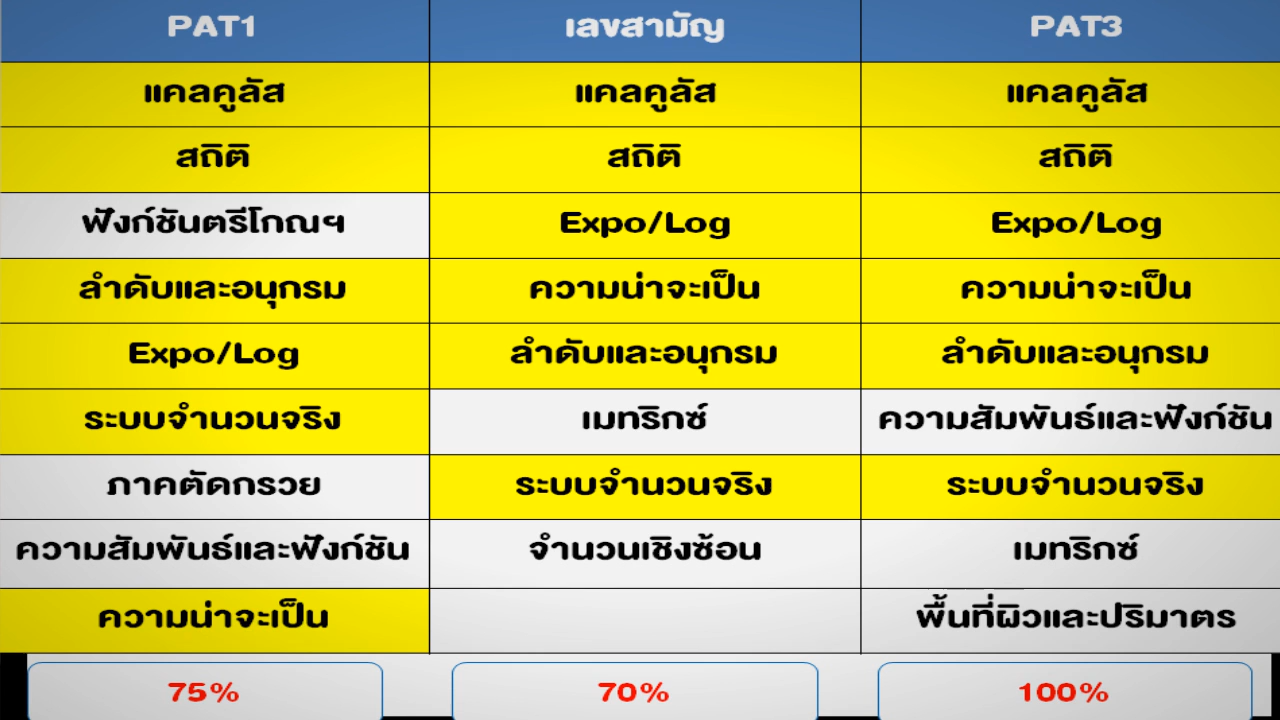 PAT1 เลขสามัญ PAT3
แคลคูลัส แคลคูลัส แคลคูลัส
สถิติ สถิติ สถิติ
ฟังก์ชันตรีโกณฯ Expo/Log Expo/Log
ลำดับและอนุกรม ความน่าจะเป็น ความน่าจะเป็น
Expo/Log ลำดับและอนุกรม ลำดับและอนุกรม
ระบบจำนวนจริง เมทริกซ์ ความสัมพันธ์และฟังก์ชัน
ภาคตัดกรวย ระบบจำนวนจริง ระบบจำนวนจริง
ความสัมพันธ์และฟังก์ชัน จำนวนเชิงซ้อน เมทริกซ์
ความน่าจะเป็น พื้นที่ผิวและปริมาตร
75% 70% 100%